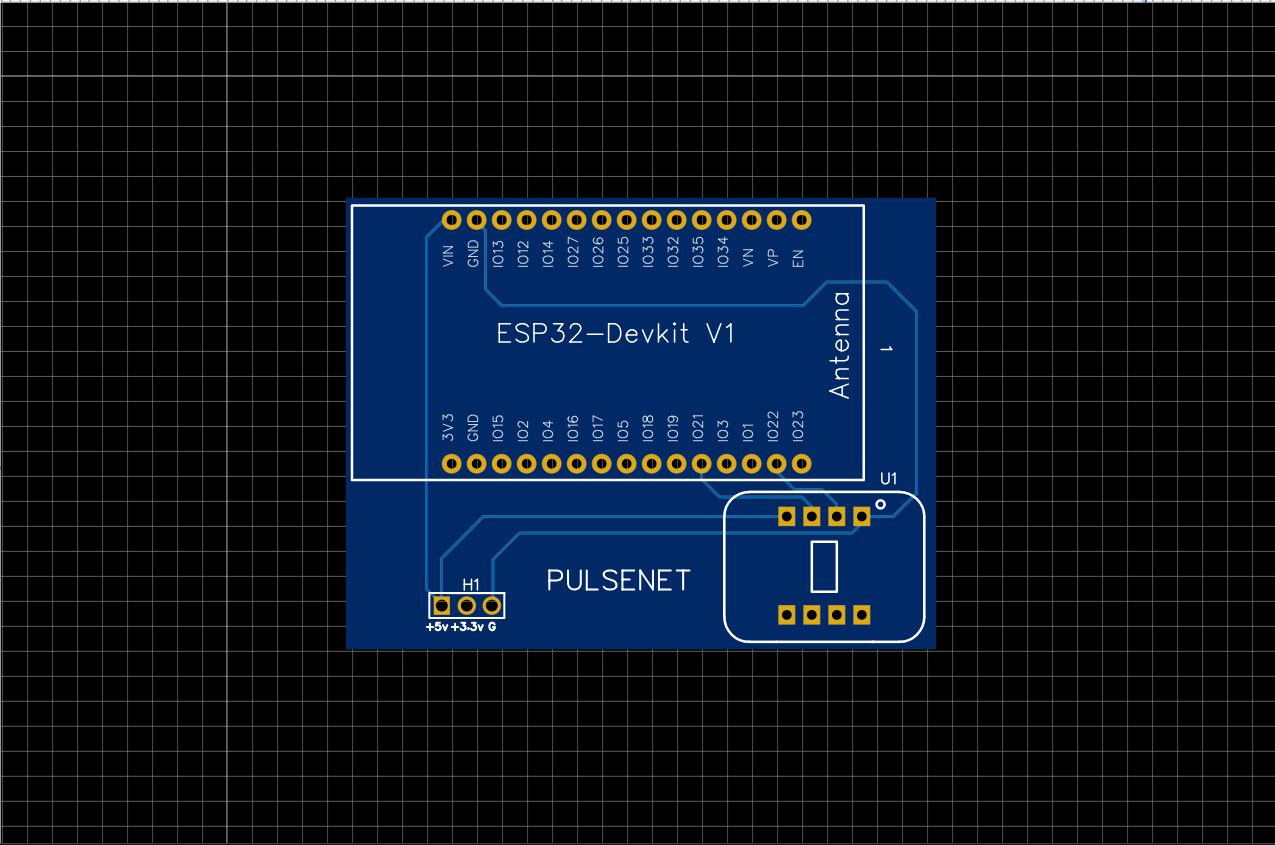 VIN GND IO13 IO12 IO14 IO27 IO26 IO25 IO33 IO32 IO35 IO34 VN VP EN
ESP32-Devkit V1
Antenna
1
3V3 GND IO15 IO2 IO4 IO16 IO17 IO5 IO18 IO19 IO21 IO3 IO1 IO22 IO23
U1
PULSENET
H1
+5v +3.3v G